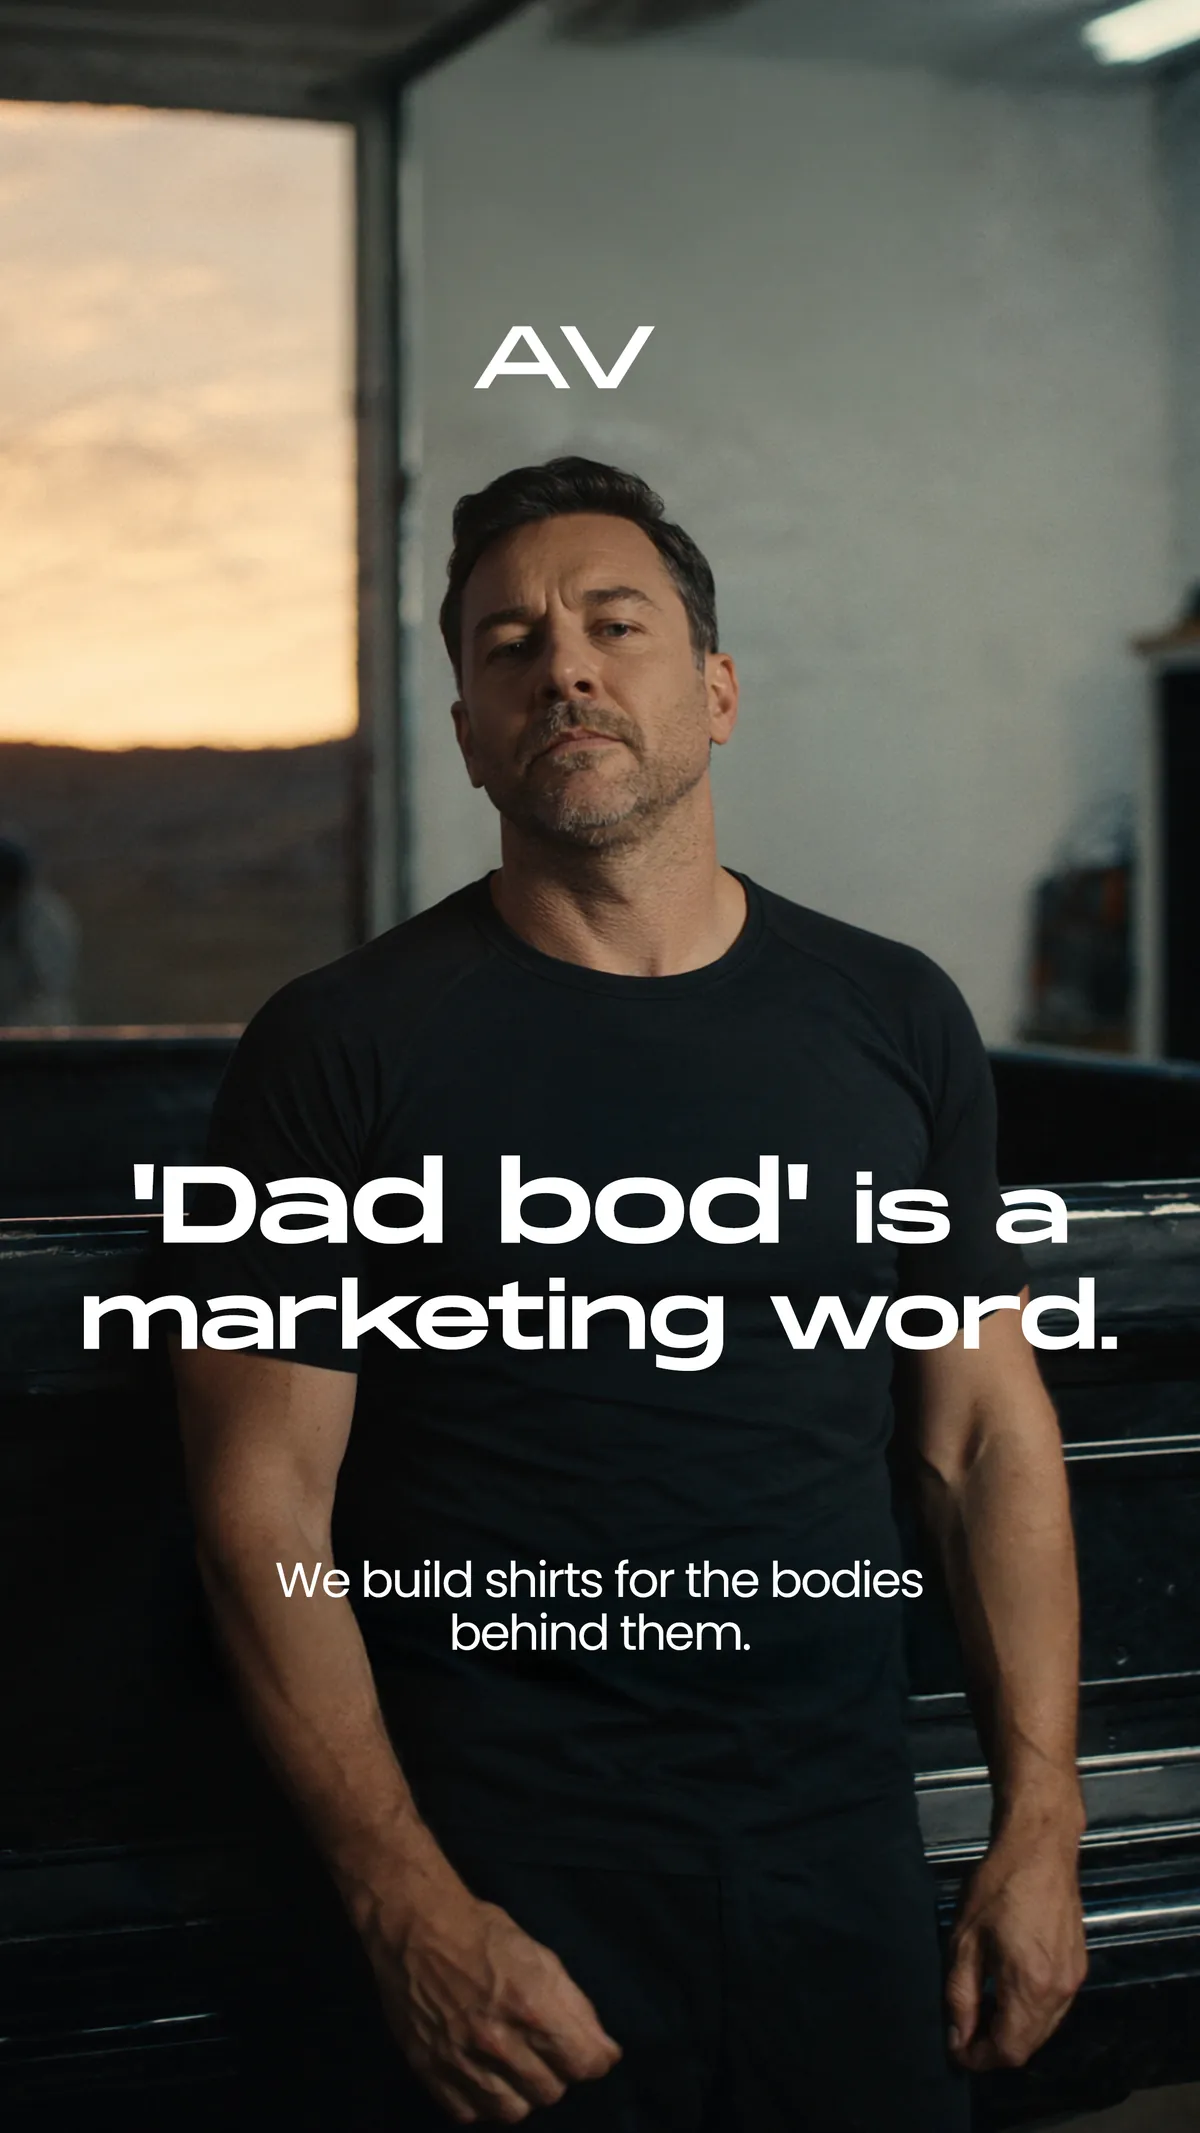 AV
'Dad bod' is a
marketing word.
We build shirts for the bodies
behind them.